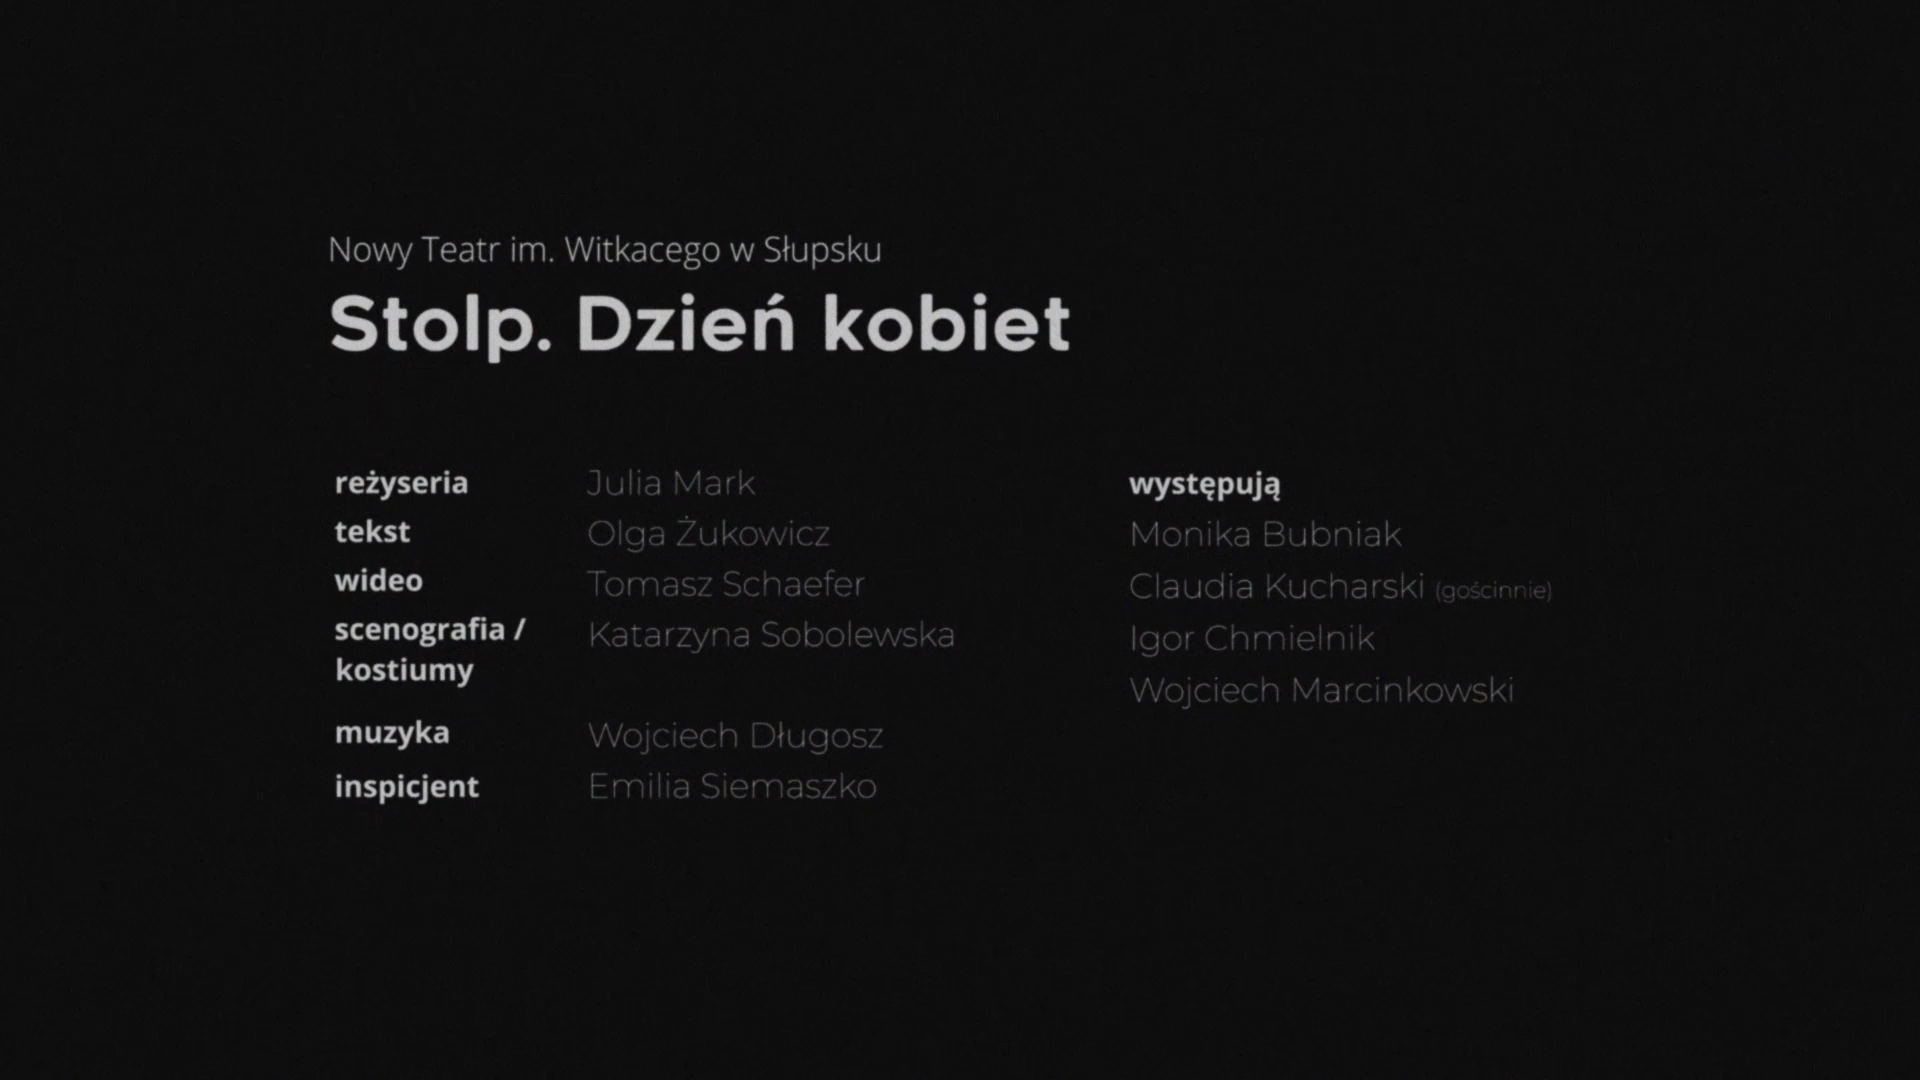 Nowy Teatr im. Witkacego w Słupsku
Stolp. Dzień kobiet
reżyseria Julia Mark
tekst Olga Żukowicz
wideo Tomasz Schaefer
scenografia / Katarzyna Sobolewska
kostiumy
muzyka Wojciech Długosz
inspicjent Emilia Siemaszko
występują
Monika Bubniak
Claudia Kucharski (gościnnie)
Igor Chmielnik
Wojciech Marcinkowski